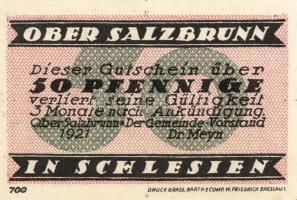 OBER SALZBRUNN
Dieser Gutschein über
50 PFENNIGE
verliert seine Gültigkeit
3 Monate nach Ankündigung.
Ober Salzbrunn · Der Gemeinde-Vorstand
1921 Dr. Meyn
IN SCHLESIEN
700 DRUCK GRASS, BARTH & COMP. W. FRIEDRICH BRESLAU I.